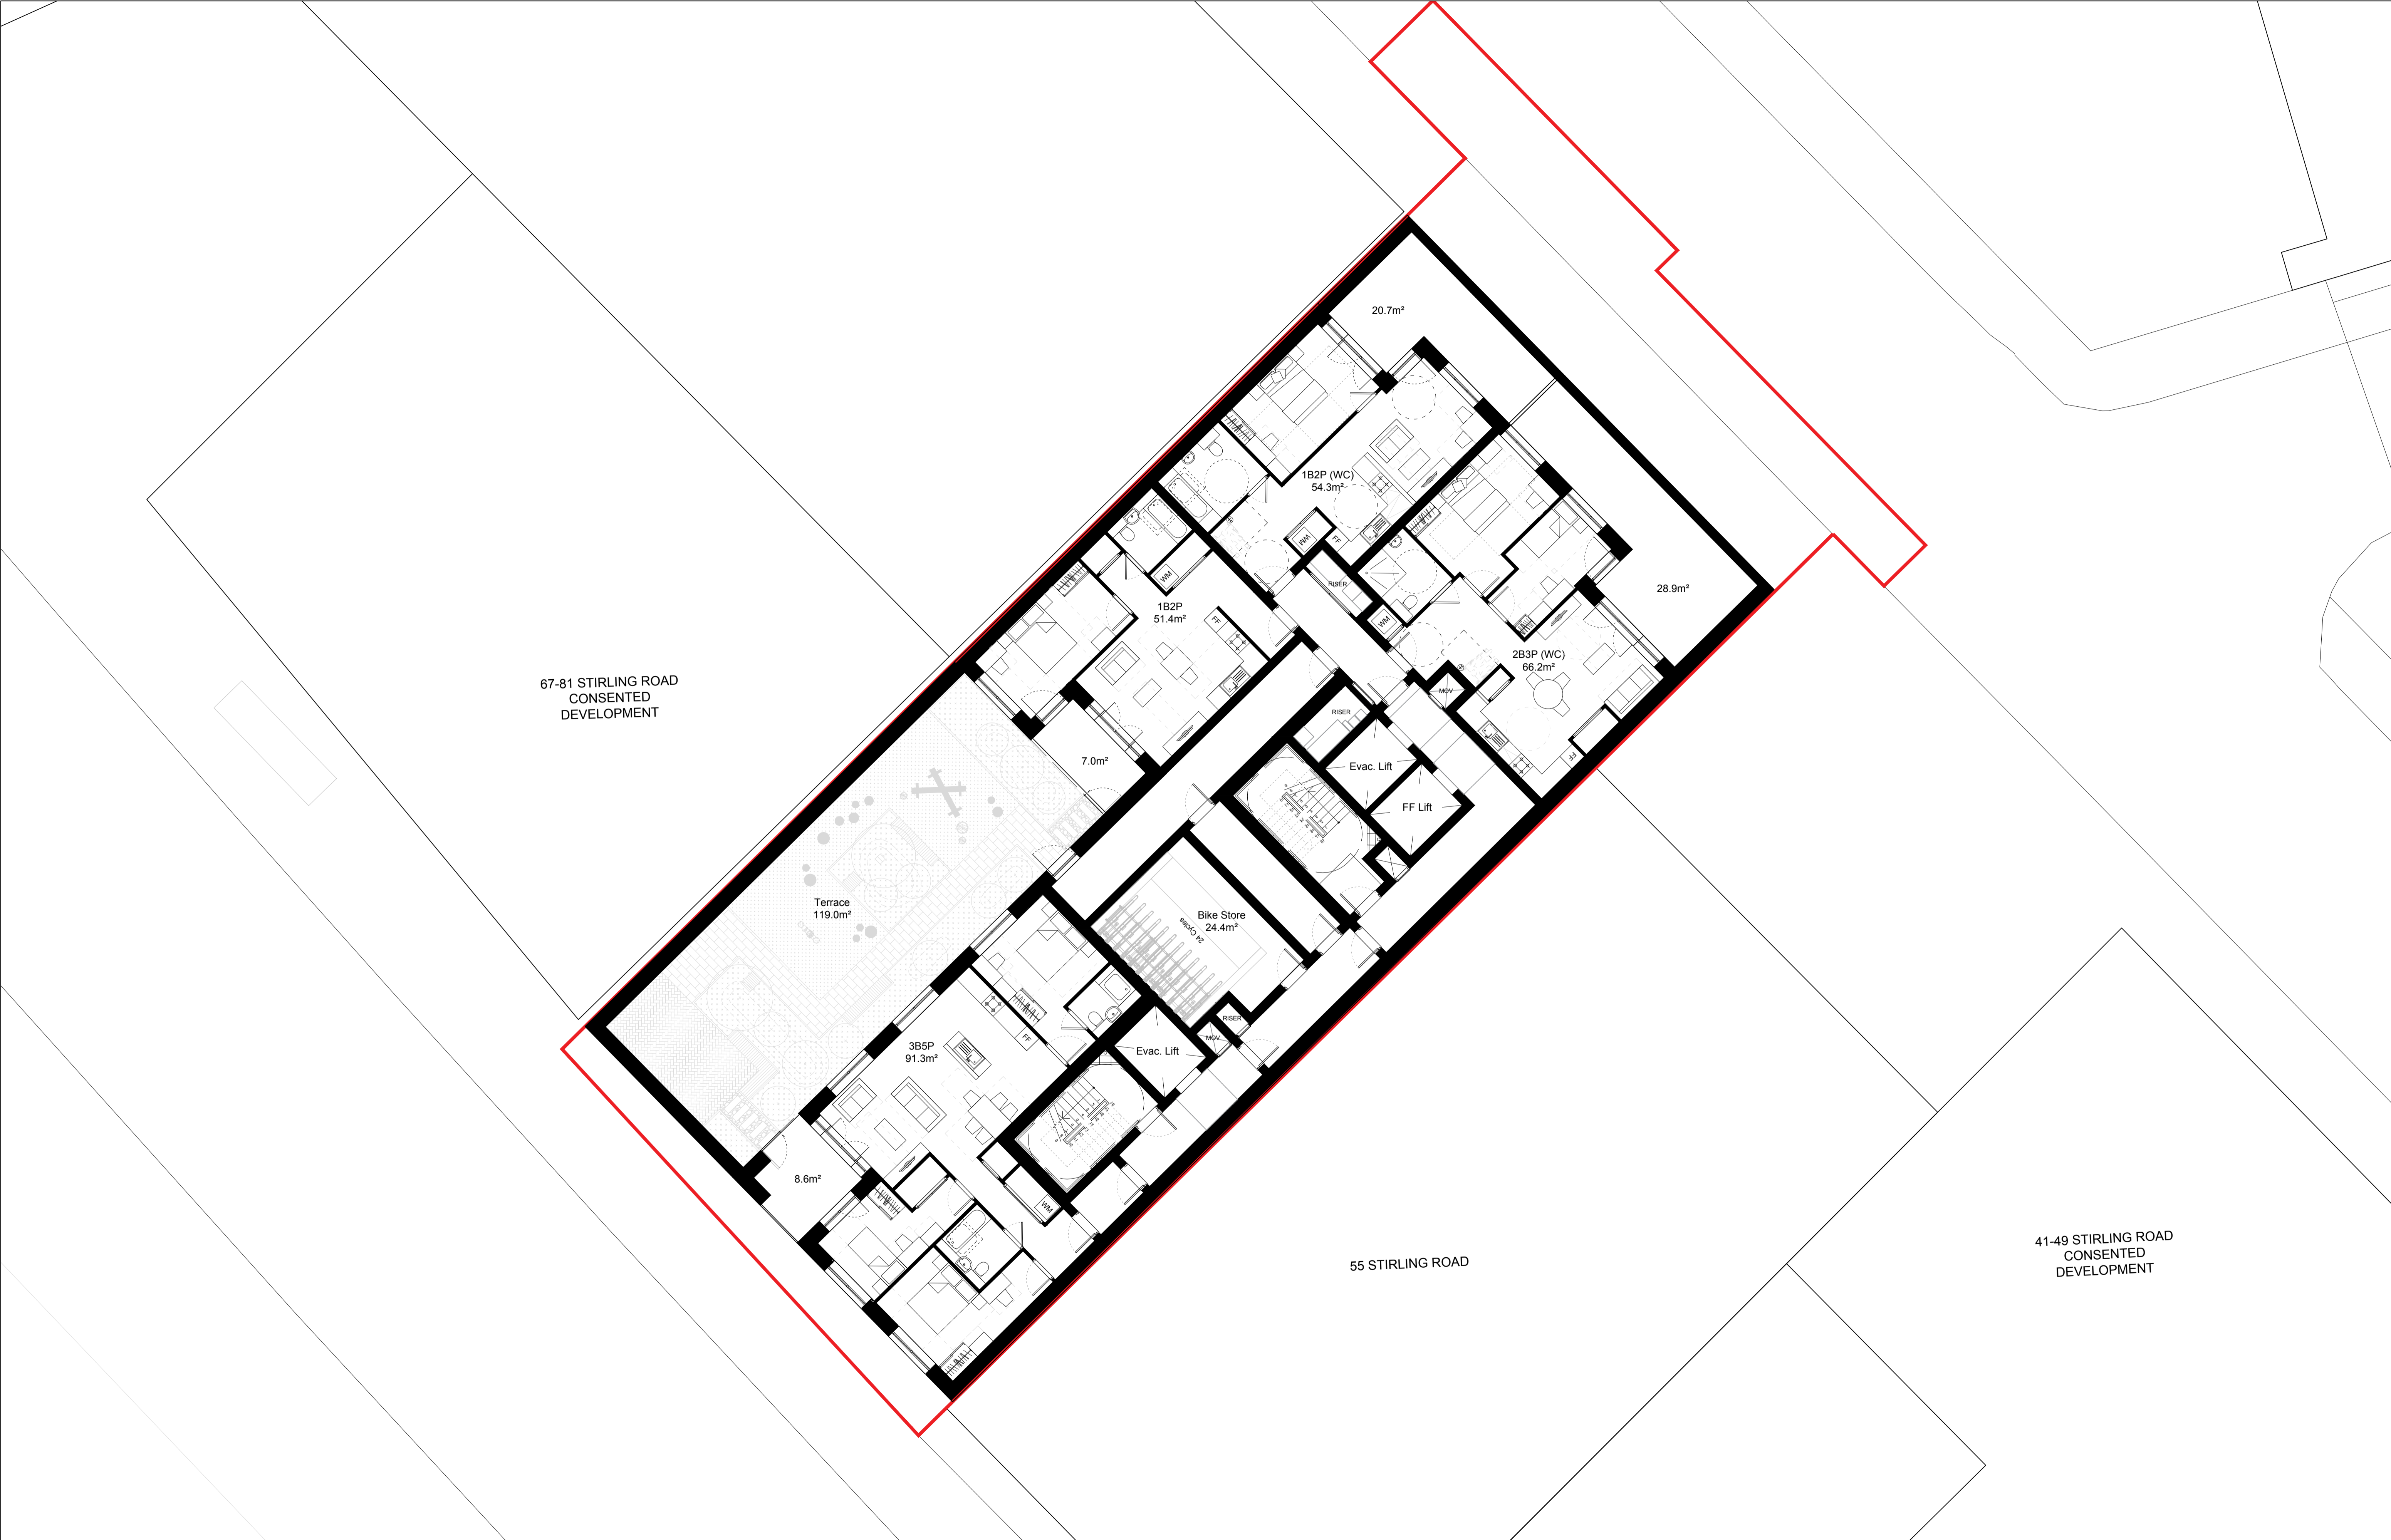 20.7m²
1B2P (WC)
54.3m²
WM
FF
RISER
28.9m²
WM
1B2P
51.4m²
FF
WM
2B3P (WC)
66.2m²
MOV
FF
67-81 STIRLING ROAD
CONSENTED
DEVELOPMENT
RISER
7.0m²
Evac. Lift
FF Lift
Terrace
119.0m²
Bike Store
24.4m²
24 Cycles
RISER
MOV
Evac. Lift
3B5P
91.3m²
FF
8.6m²
WM
55 STIRLING ROAD
41-49 STIRLING ROAD
CONSENTED
DEVELOPMENT